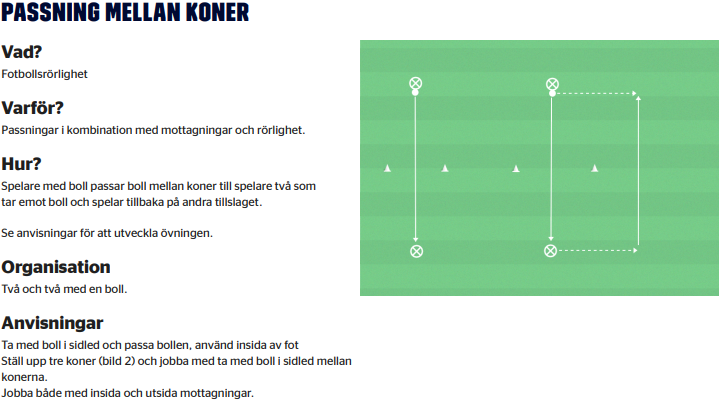 PASSNING MELLAN KONER
Vad?
Fotbollsrörlighet
Varför?
Passningar i kombination med mottagningar och rörlighet.
Hur?
Spelare med boll passar boll mellan koner till spelare två som
tar emot boll och spelar tillbaka på andra tillslaget.
Se anvisningar för att utveckla övningen.
Organisation
Två och två med en boll.
Anvisningar
Ta med boll i sidled och passa bollen, använd insida av fot
Ställ upp tre koner (bild 2) och jobba med ta med boll i sidled mellan
konerna.
Jobba både med insida och utsida mottagningar.